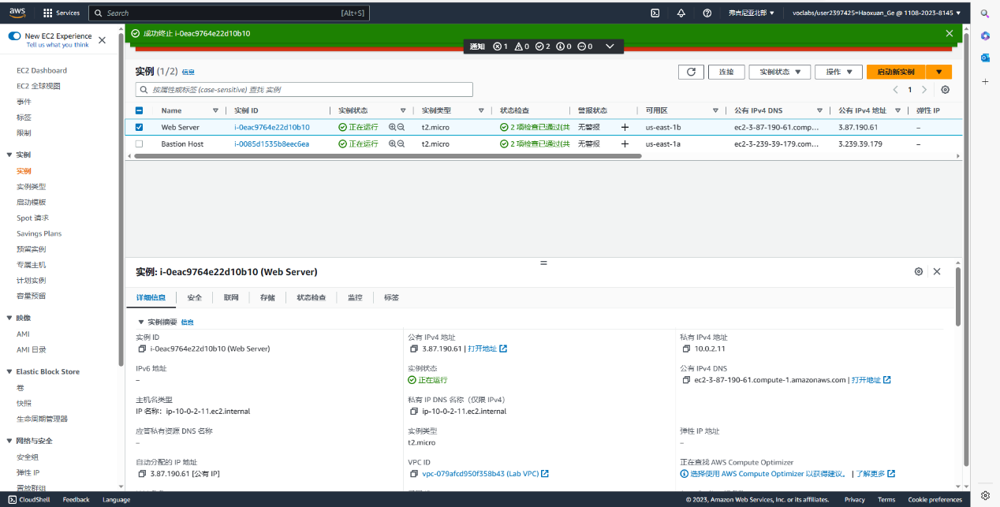 aws Services Search [Alt+S] 弗吉尼亚北部 voclabs/user2397425=Haoxuan_Ge @ 1108-2023-8145
New EC2 Experience
Tell us what you think
EC2 Dashboard
EC2 全球视图
事件
标签
限制
实例
实例
实例类型
启动模板
Spot 请求
Savings Plans
预留实例
专属主机
计划实例
容量预留
映像
AMI
AMI 目录
Elastic Block Store
卷
快照
生命周期管理器
网络与安全
安全组
弹性 IP
置放群组
成功终止 i-0eac9764e22d10b10
通知 1 0 2 0 0
实例 (1/2) 信息 连接 实例状态 操作 启动新实例
按属性或标签 (case-sensitive) 查找 实例 1
Name 实例 ID 实例状态 实例类型 状态检查 警报状态 可用区 公有 IPv4 DNS 公有 IPv4 地址 弹性 IP
Web Server i-0eac9764e22d10b10 正在运行 t2.micro 2 项检查已通过(共 无警报 + us-east-1b ec2-3-87-190-61.comp... 3.87.190.61 –
Bastion Host i-0085d1535b8eec6ea 正在运行 t2.micro 2 项检查已通过(共 无警报 + us-east-1a ec2-3-239-39-179.com... 3.239.39.179 –
实例: i-0eac9764e22d10b10 (Web Server)
详细信息 安全 联网 存储 状态检查 监控 标签
实例摘要 信息
实例 ID 公有 IPv4 地址 私有 IPv4 地址
i-0eac9764e22d10b10 (Web Server) 3.87.190.61 | 打开地址 10.0.2.11
IPv6 地址 实例状态 公有 IPv4 DNS
– 正在运行 ec2-3-87-190-61.compute-1.amazonaws.com | 打开地址
主机名类型 私有 IP DNS 名称（仅限 IPv4）
IP 名称: ip-10-0-2-11.ec2.internal ip-10-0-2-11.ec2.internal
应答私有资源 DNS 名称 实例类型 弹性 IP 地址
– t2.micro –
自动分配的 IP 地址 VPC ID 正在查找 AWS Compute Optimizer
3.87.190.61 [公有 IP] vpc-079afcd950f358b43 (Lab VPC) 选择使用 AWS Compute Optimizer 以获得建议。 | 了解更多
CloudShell Feedback Language © 2023, Amazon Web Services, Inc. or its affiliates. Privacy Terms Cookie preferences